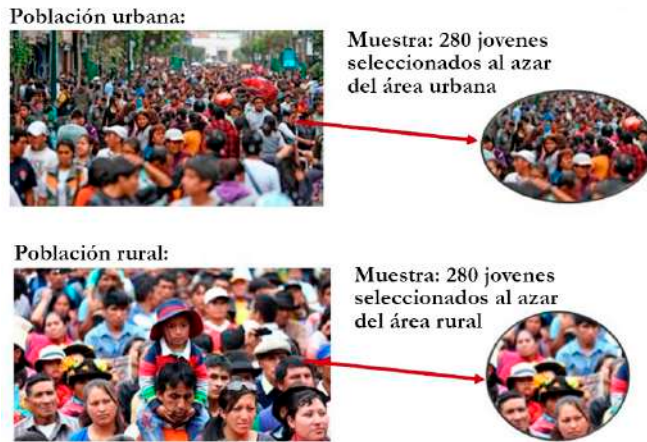 Población urbana:
Muestra: 280 jovenes
seleccionados al azar
del área urbana
Población rural:
Muestra: 280 jovenes
seleccionados al azar
del área rural